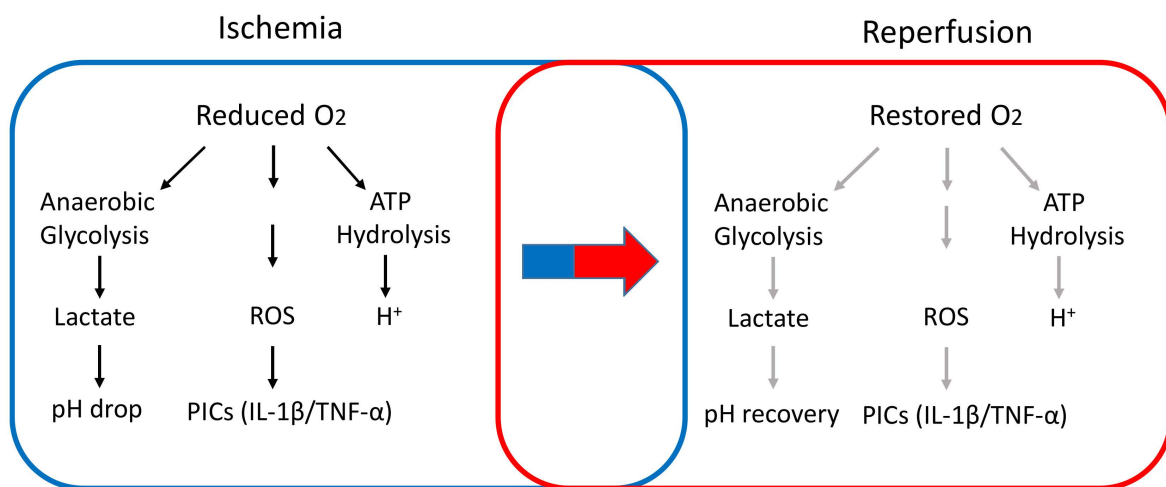 Ischemia
Reperfusion
Reduced O2
Anaerobic
Glycolysis
ATP
Hydrolysis
Lactate
ROS
H⁺
pH drop
PICs (IL-1β/TNF-α)
Restored O2
Anaerobic
Glycolysis
ATP
Hydrolysis
Lactate
ROS
H⁺
pH recovery
PICs (IL-1β/TNF-α)